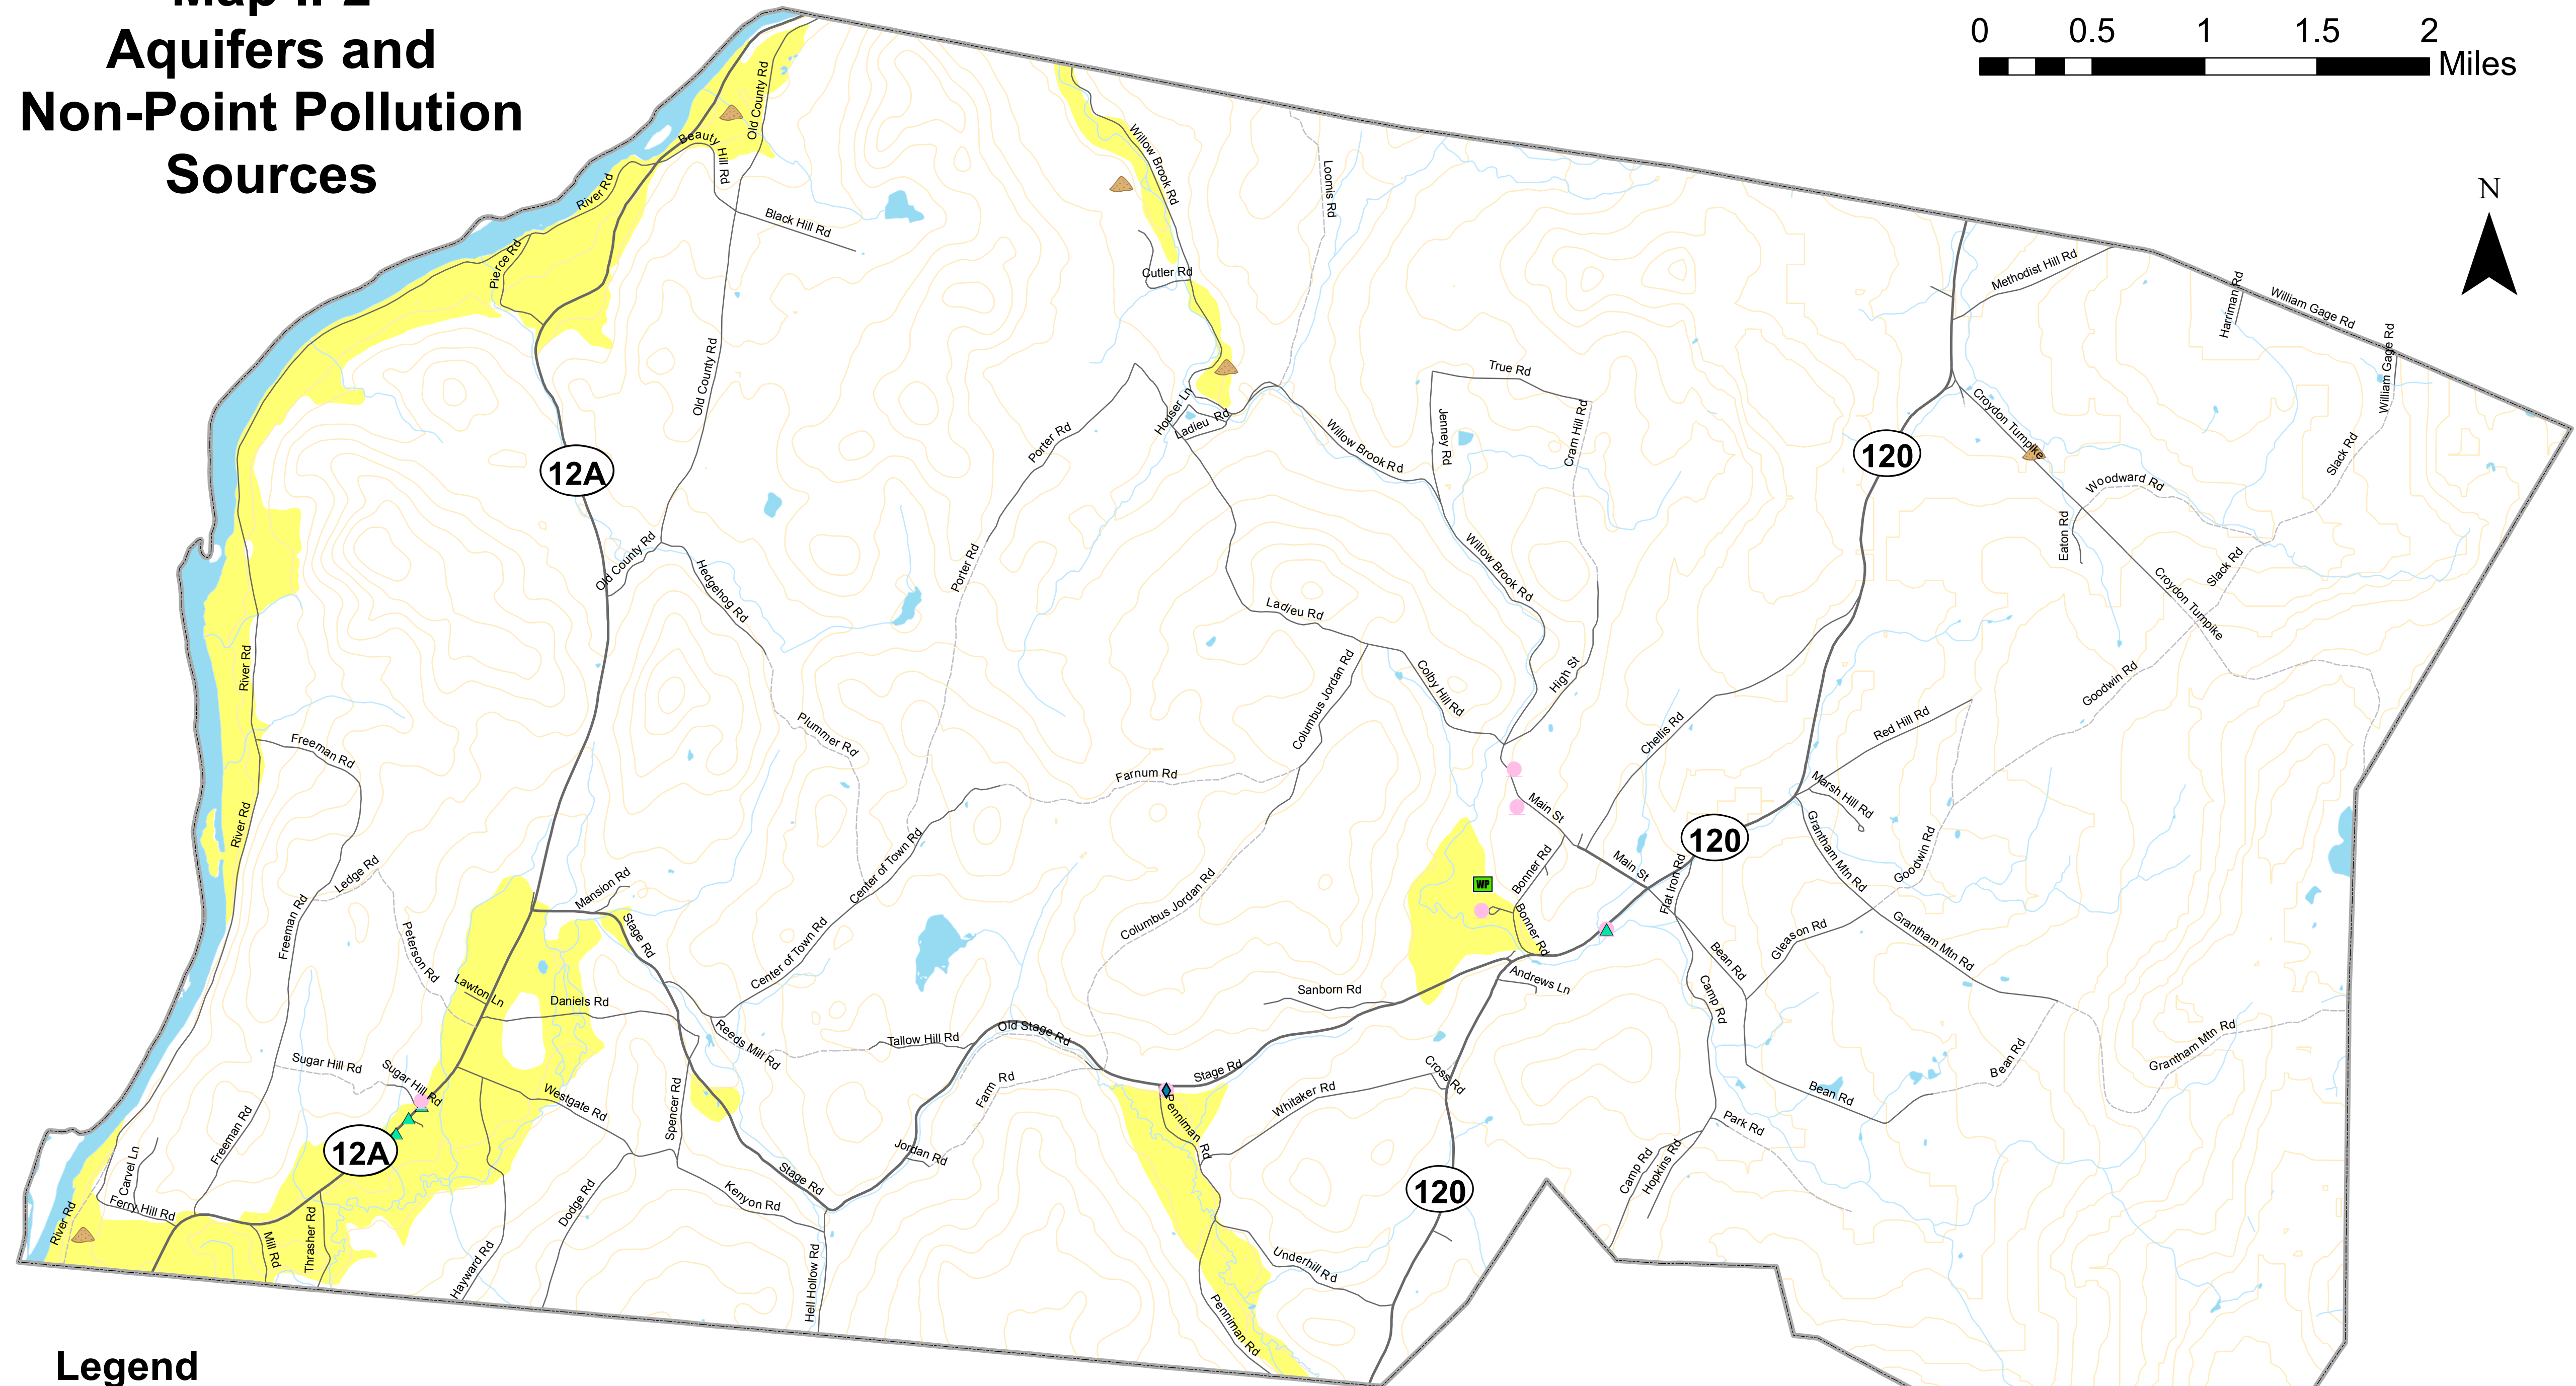 Aquifers and
Non-Point Pollution
Sources
0 0.5 1 1.5 2
Miles
N
Old County Rd
Beauty Hill Rd
River Rd
Pierce Rd
Black Hill Rd
Willow Brook Rd
Loomis Rd
Cutler Rd
Methodist Hill Rd
Harriman Rd
William Gage Rd
William Gage Rd
Old County Rd
True Rd
Houser Ln
Ladieu Rd
Porter Rd
Willow Brook Rd
Jenney Rd
Cram Hill Rd
Croydon Turnpike
120
Slack Rd
12A
Woodward Rd
Eaton Rd
Old County Rd
Hedgehog Rd
Porter Rd
Willow Brook Rd
Slack Rd
Croydon Turnpike
Ladieu Rd
River Rd
Colby Hill Rd
High St
Columbus Jordan Rd
Goodwin Rd
Freeman Rd
Plummer Rd
Chellis Rd
Red Hill Rd
Farnum Rd
Marsh Hill Rd
Main St
River Rd
120
Grantham Mtn Rd
Center of Town Rd
Main St
Goodwin Rd
Ledge Rd
Mansion Rd
WP
Bonner Rd
Flat Iron Rd
Columbus Jordan Rd
Freeman Rd
Stage Rd
Bonner Rd
Gleason Rd
Grantham Mtn Rd
Peterson Rd
Center of Town Rd
Bean Rd
Lawton Ln
Daniels Rd
Sanborn Rd
Andrews Ln
Camp Rd
Reeds Mill Rd
Tallow Hill Rd
Old Stage Rd
Grantham Mtn Rd
Sugar Hill Rd
Sugar Hill Rd
Stage Rd
Cross Rd
Bean Rd
Westgate Rd
Farm Rd
Whitaker Rd
Bean Rd
Spencer Rd
Freeman Rd
Penniman Rd
Park Rd
12A
Jordan Rd
Carvel Ln
Stage Rd
Camp Rd
Hopkins Rd
Ferry Hill Rd
Dodge Rd
Kenyon Rd
120
River Rd
Mill Rd
Thrasher Rd
Hayward Rd
Hell Hollow Rd
Underhill Rd
Penniman Rd
Legend